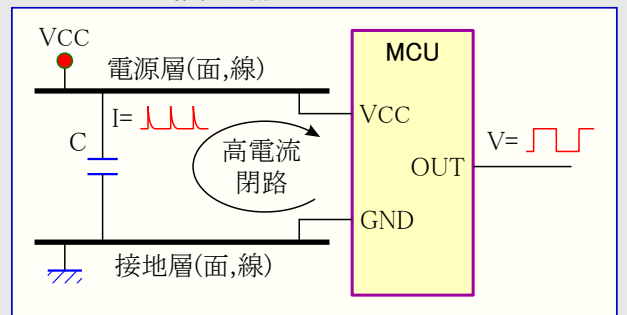 VCC
電源層(面,線)
MCU
I=
VCC
C
高電流
閉路
V=
OUT
GND
接地層(面,線)